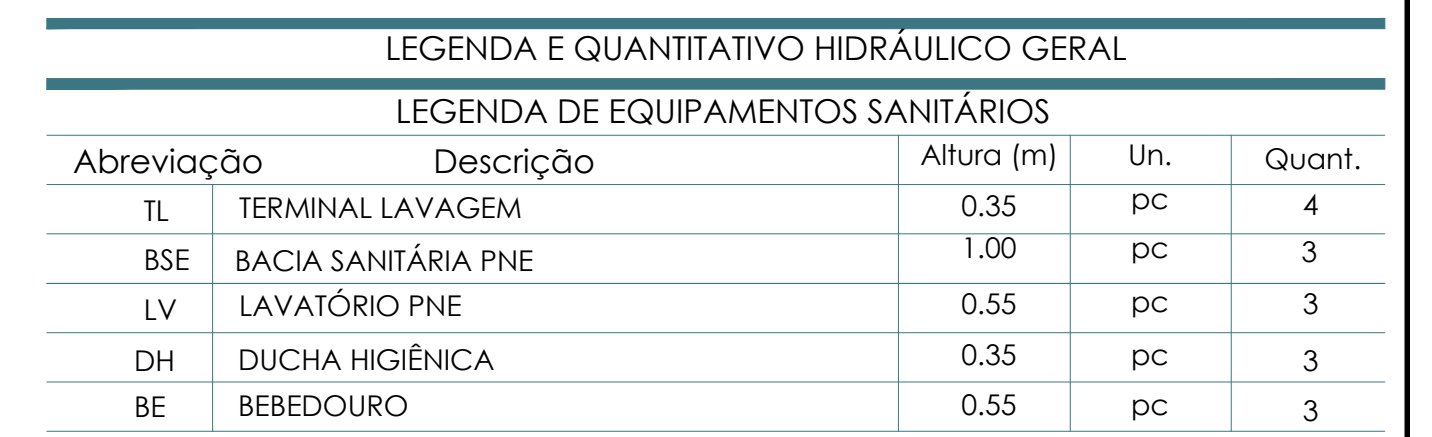 LEGENDA E QUANTITATIVO HIDRÁULICO GERAL
LEGENDA DE EQUIPAMENTOS SANITÁRIOS
Abreviação Descrição Altura (m) Un. Quant.
TL TERMINAL LAVAGEM 0.35 pc 4
BSE BACIA SANITÁRIA PNE 1.00 pc 3
LV LAVATÓRIO PNE 0.55 pc 3
DH DUCHA HIGIÊNICA 0.35 pc 3
BE BEBEDOURO 0.55 pc 3